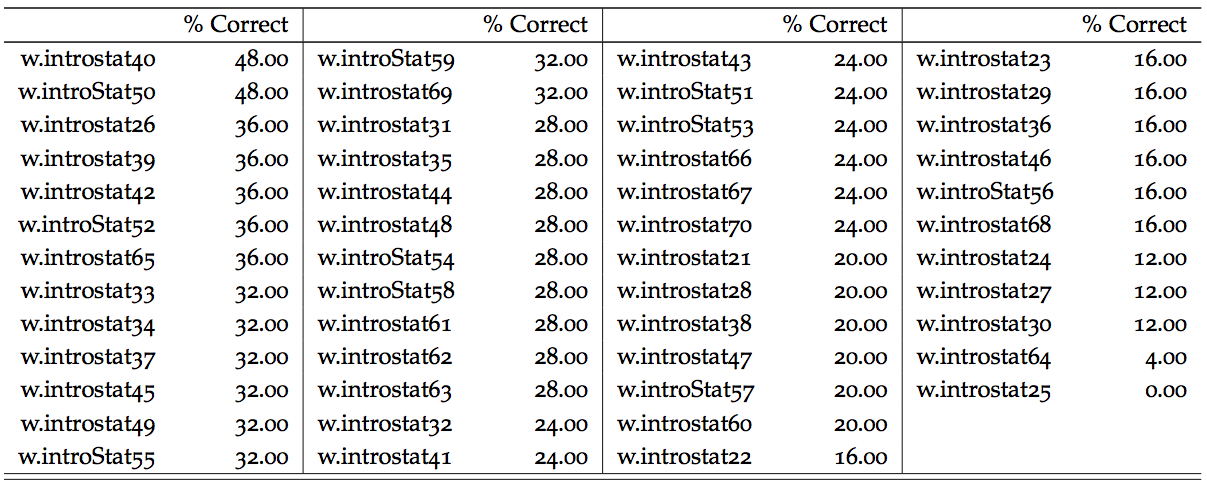 % Correct % Correct % Correct % Correct
w.introstat40 48.00 w.introStat59 32.00 w.introstat43 24.00 w.introstat23 16.00
w.introStat50 48.00 w.introstat69 32.00 w.introStat51 24.00 w.introstat29 16.00
w.introstat26 36.00 w.introstat31 28.00 w.introStat53 24.00 w.introstat36 16.00
w.introstat39 36.00 w.introstat35 28.00 w.introstat66 24.00 w.introstat46 16.00
w.introstat42 36.00 w.introstat44 28.00 w.introstat67 24.00 w.introStat56 16.00
w.introStat52 36.00 w.introstat48 28.00 w.introstat70 24.00 w.introstat68 16.00
w.introstat65 36.00 w.introStat54 28.00 w.introstat21 20.00 w.introstat24 12.00
w.introstat33 32.00 w.introStat58 28.00 w.introstat28 20.00 w.introstat27 12.00
w.introstat34 32.00 w.introstat61 28.00 w.introstat38 20.00 w.introstat30 12.00
w.introstat37 32.00 w.introstat62 28.00 w.introstat47 20.00 w.introstat64 4.00
w.introstat45 32.00 w.introstat63 28.00 w.introStat57 20.00 w.introstat25 0.00
w.introstat49 32.00 w.introstat32 24.00 w.introstat60 20.00
w.introStat55 32.00 w.introstat41 24.00 w.introstat22 16.00